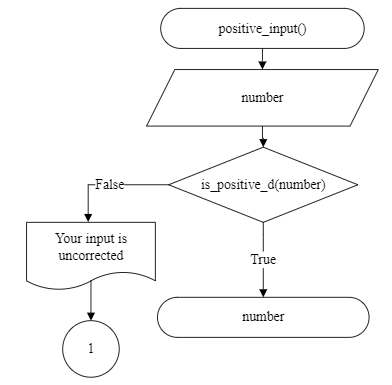 positive_input()
number
is_positive_d(number)
False
Your input is
uncorrected
True
number
1